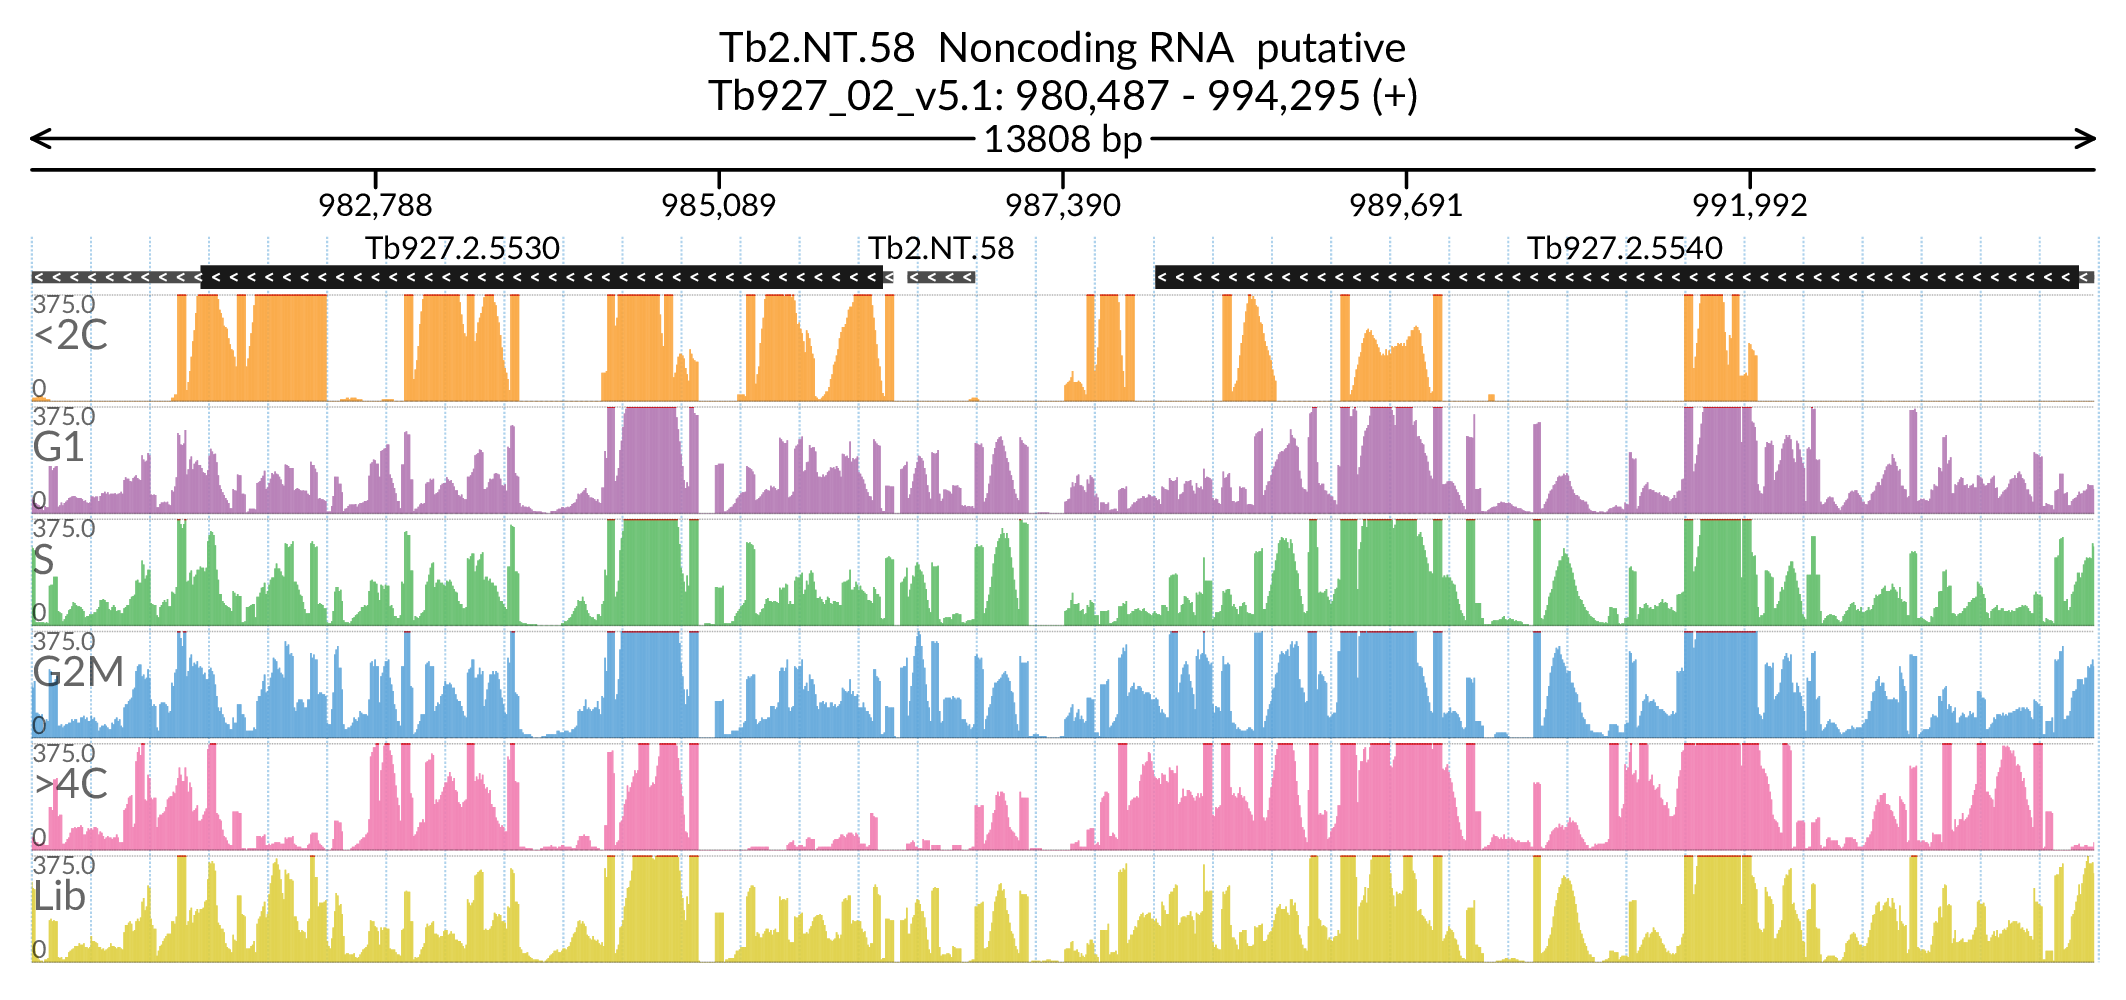 Tb2.NT.58  Noncoding RNA  putative
Tb927_02_v5.1: 980,487 - 994,295 (+)
13808 bp
982,788 985,089 987,390 989,691 991,992
Tb927.2.5530 Tb2.NT.58 Tb927.2.5540
375.0
<2C
0
375.0
G1
0
375.0
S
0
375.0
G2M
0
375.0
>4C
0
375.0
Lib
0